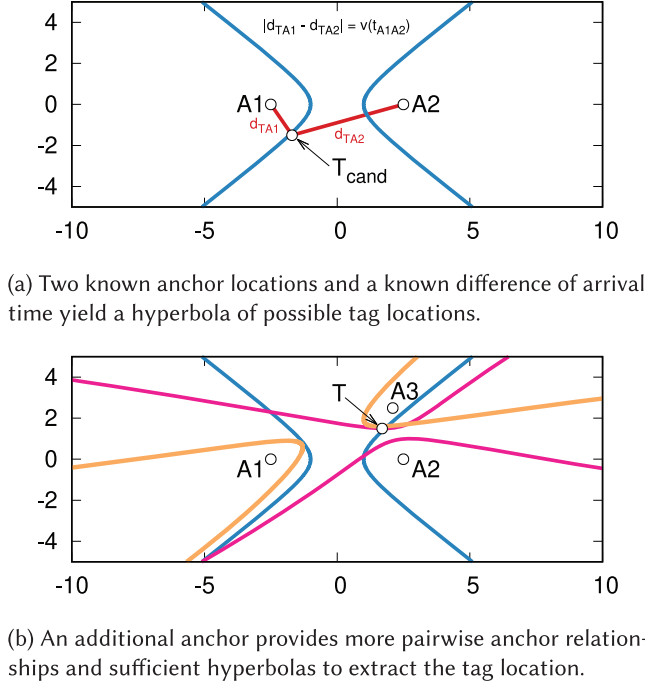 4
|dTA1 - dTA2| = v(tA1A2)
2
0
A1
A2
dTA1
dTA2
-2
Tcand
-4
-10 -5 0 5 10
(a) Two known anchor locations and a known difference of arrival
time yield a hyperbola of possible tag locations.
4
T
A3
2
0
A1
A2
-2
-4
-10 -5 0 5 10
(b) An additional anchor provides more pairwise anchor relation-
ships and sufficient hyperbolas to extract the tag location.